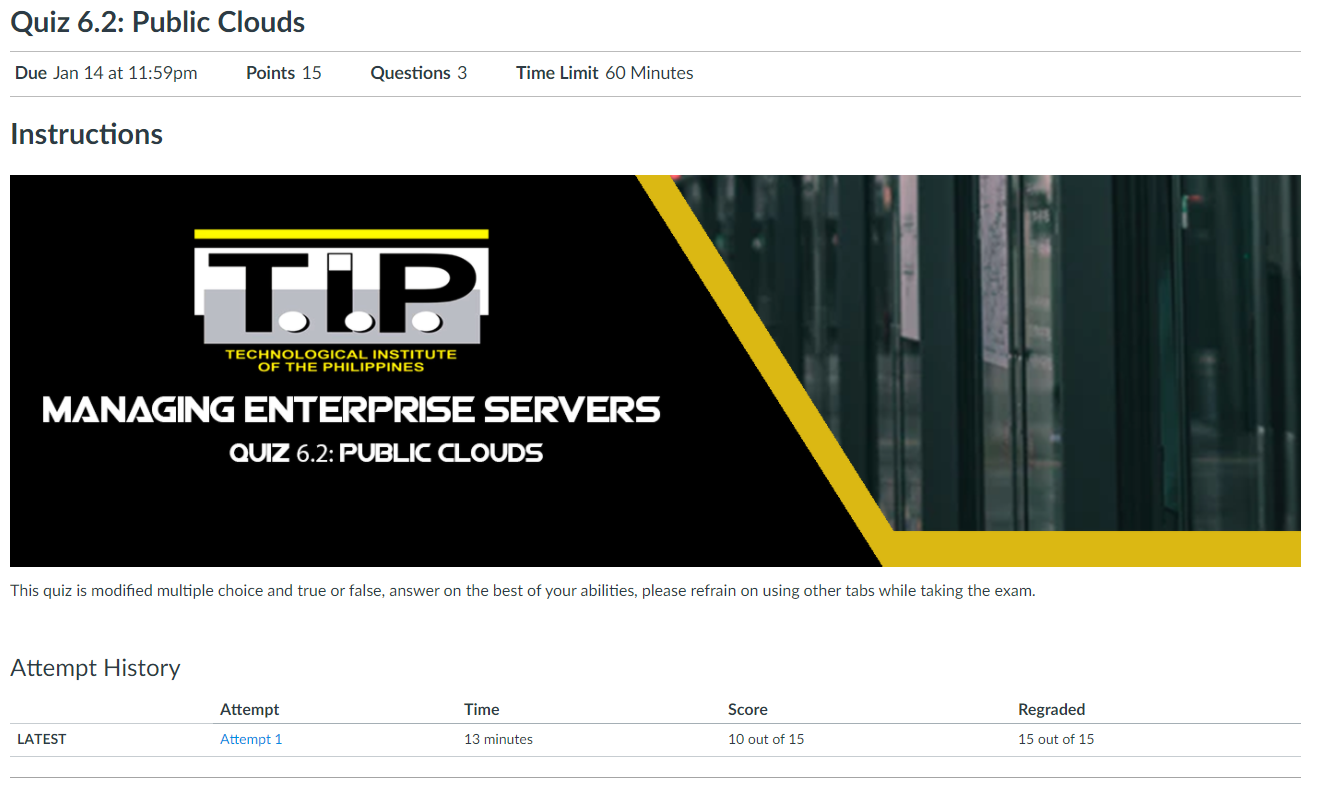 Quiz 6.2: Public Clouds
Due Jan 14 at 11:59pm Points 15 Questions 3 Time Limit 60 Minutes
Instructions
T.I.P.
TECHNOLOGICAL INSTITUTE
OF THE PHILIPPINES
MANAGING ENTERPRISE SERVERS
QUIZ 6.2: PUBLIC CLOUDS
This quiz is modified multiple choice and true or false, answer on the best of your abilities, please refrain on using other tabs while taking the exam.
Attempt History
Attempt Time Score Regraded
LATEST Attempt 1 13 minutes 10 out of 15 15 out of 15